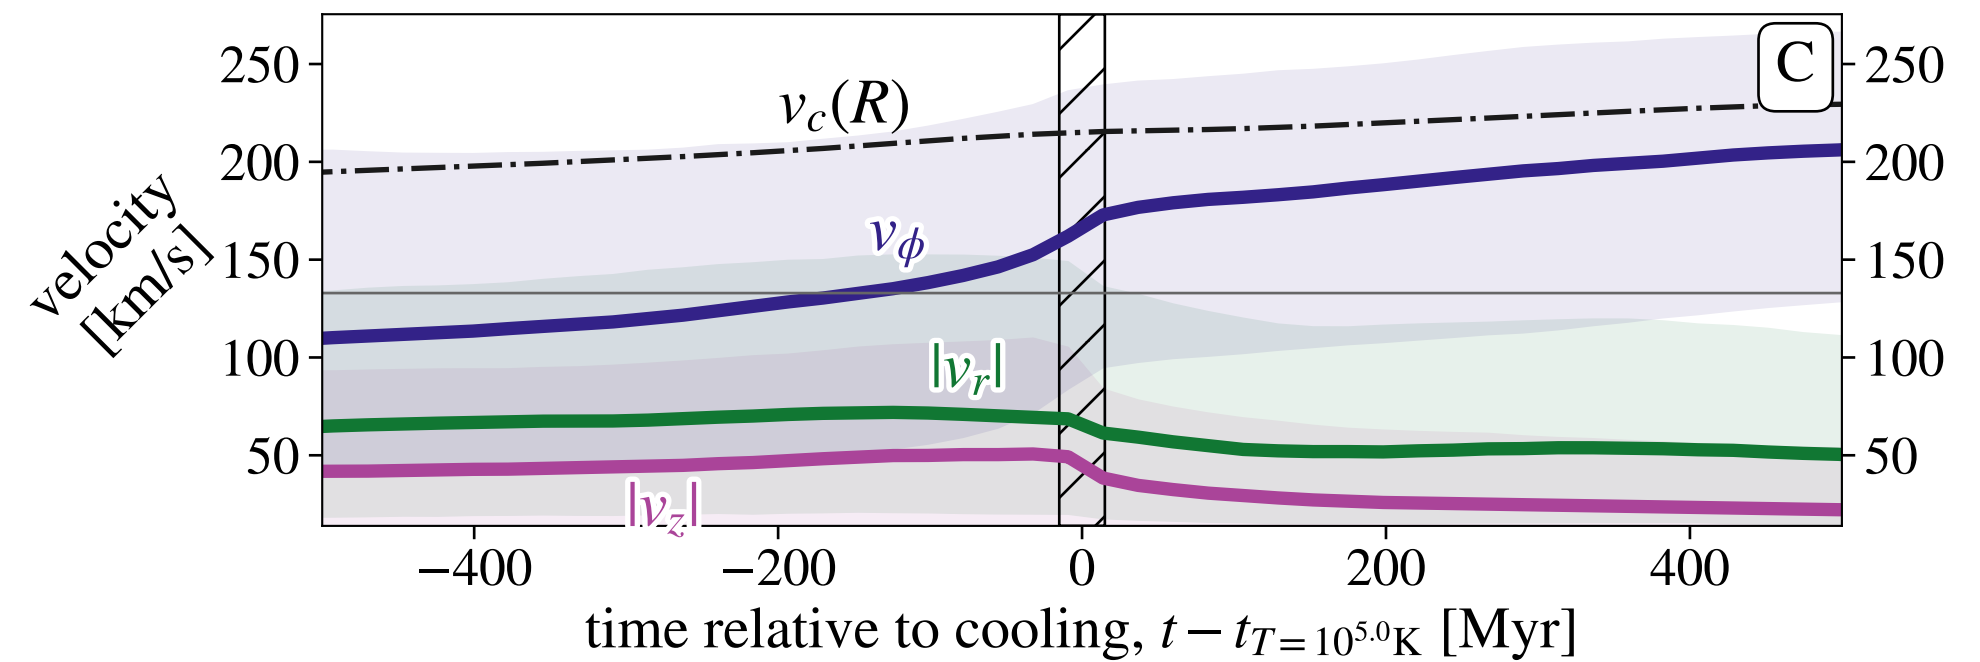 C
250
200
150
100
50
velocity
[km/s]
v_c(R)
v_ϕ
|v_r|
|v_z|
250
200
150
100
50
−400
−200
0
200
400
time relative to cooling, t − t_{T = 10^{5.0}K} [Myr]